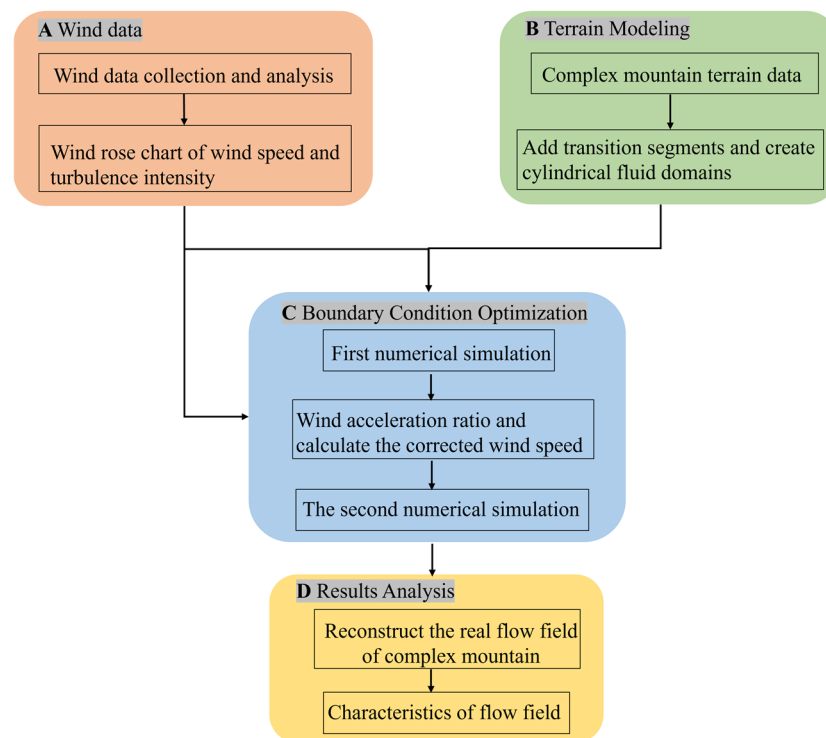 A Wind data
Wind data collection and analysis
Wind rose chart of wind speed and
turbulence intensity
B Terrain Modeling
Complex mountain terrain data
Add transition segments and create
cylindrical fluid domains
C Boundary Condition Optimization
First numerical simulation
Wind acceleration ratio and
calculate the corrected wind speed
The second numerical simulation
D Results Analysis
Reconstruct the real flow field
of complex mountain
Characteristics of flow field